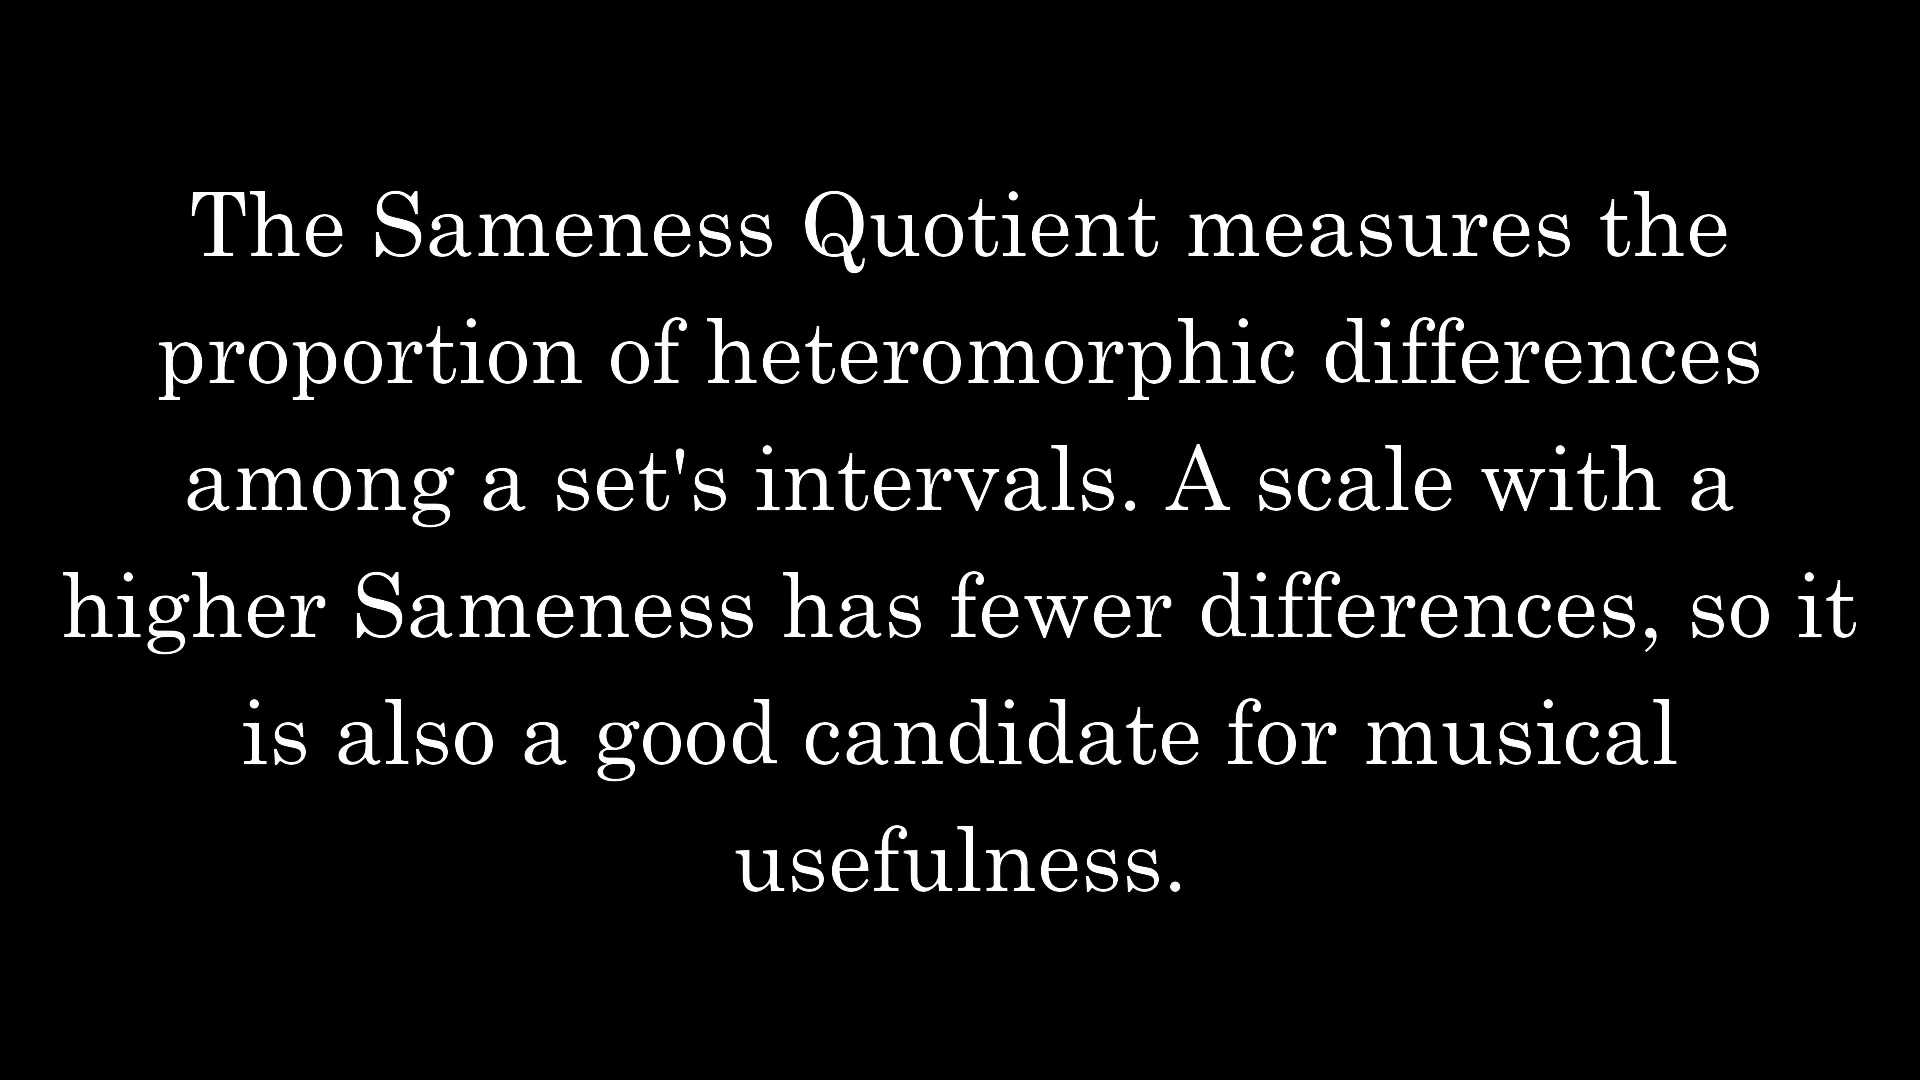 The Sameness Quotient measures the
proportion of heteromorphic differences
among a set's intervals. A scale with a
higher Sameness has fewer differences, so it
is also a good candidate for musical
usefulness.